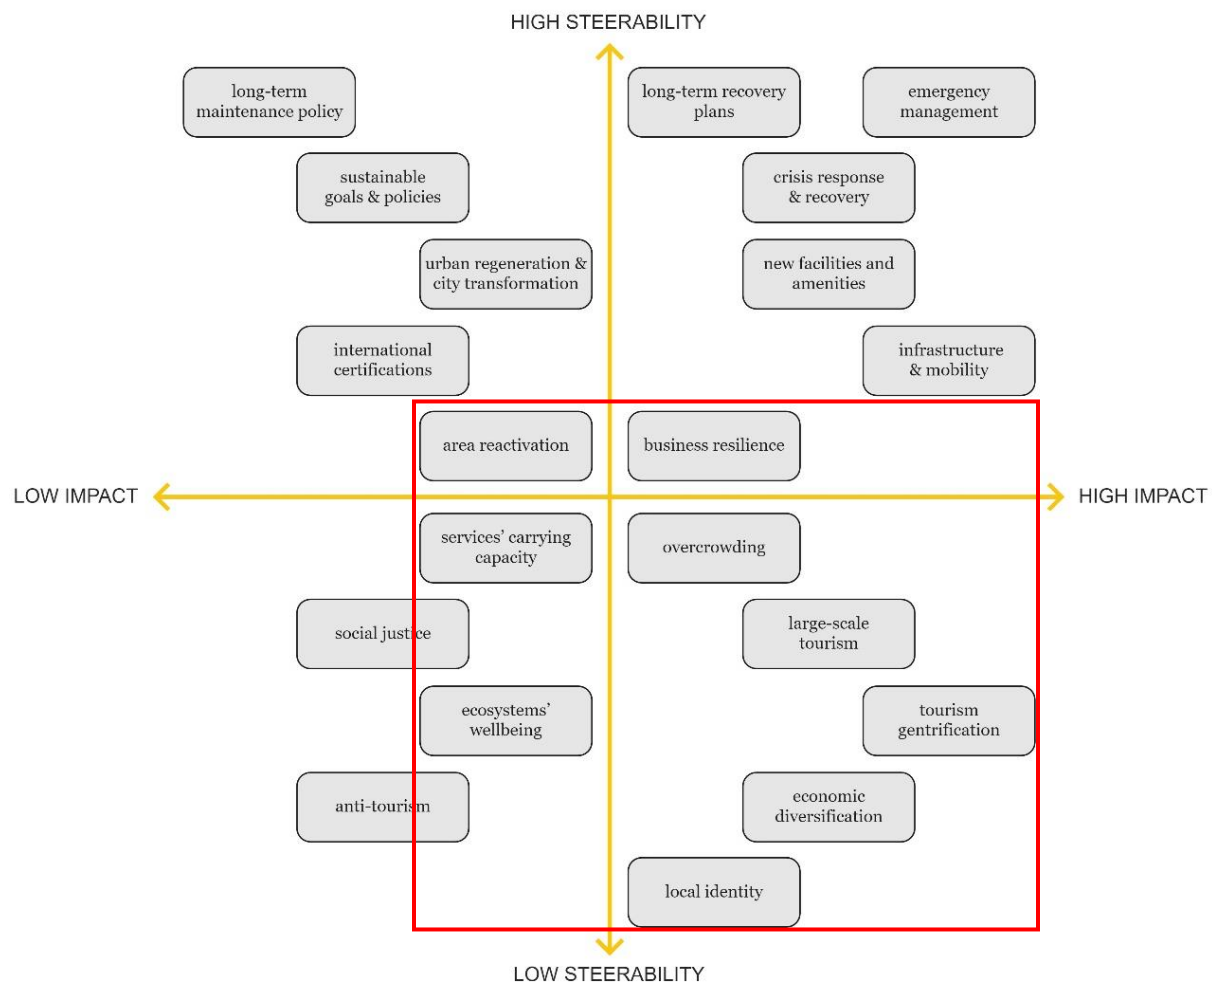 HIGH STEERABILITY
long-term
maintenance policy
long-term recovery
plans
emergency
management
sustainable
goals & policies
crisis response
& recovery
urban regeneration &
city transformation
new facilities and
amenities
international
certifications
infrastructure
& mobility
area reactivation
business resilience
LOW IMPACT
HIGH IMPACT
services’ carrying
capacity
overcrowding
social justice
large-scale
tourism
ecosystems’
wellbeing
tourism
gentrification
anti-tourism
economic
diversification
local identity
LOW STEERABILITY